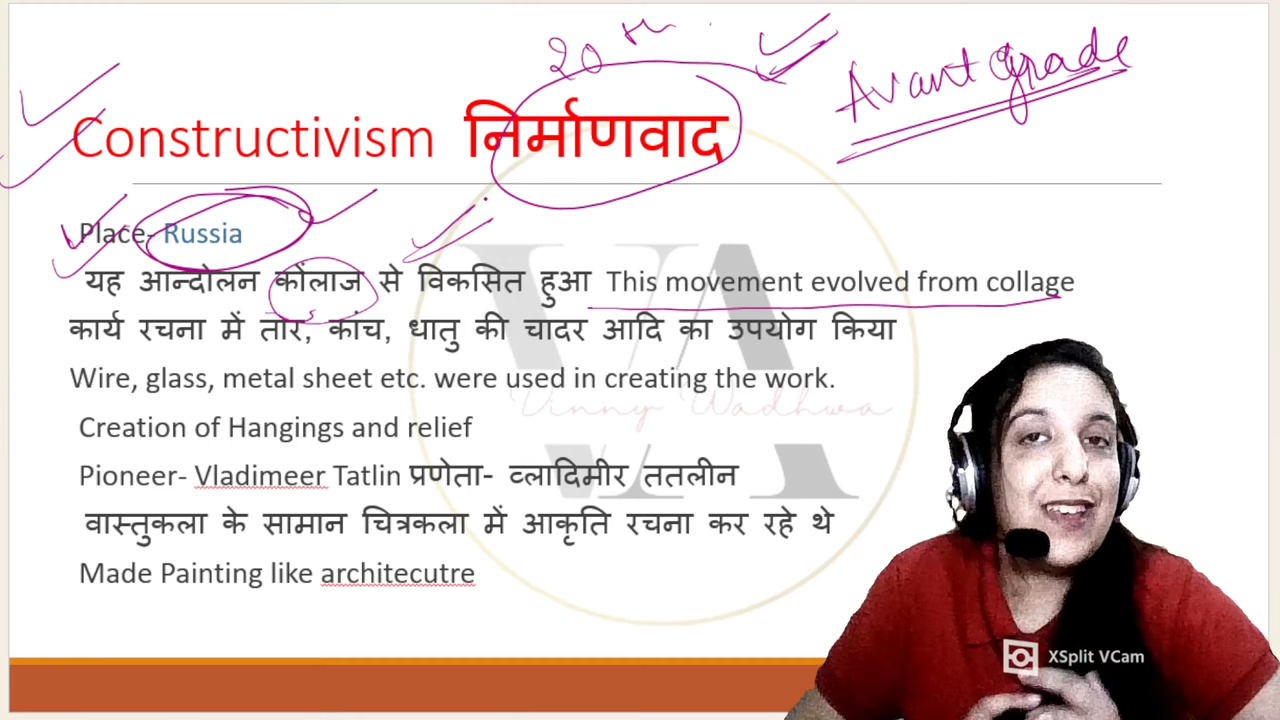 20th
Avant grade
Constructivism निर्माणवाद
Place- Russia
यह आन्दोलन कोंलाज से विकसित हुआ This movement evolved from collage
कार्य रचना में तार, कांच, धातु की चादर आदि का उपयोग किया
Wire, glass, metal sheet etc. were used in creating the work.
Vinny Wadhwa
Creation of Hangings and relief
Pioneer- Vladimeer Tatlin प्रणेता- व्लादिमीर ततलीन
वास्तुकला के सामान चित्रकला में आकृति रचना कर रहे थे
Made Painting like architecutre
XSplit VCam